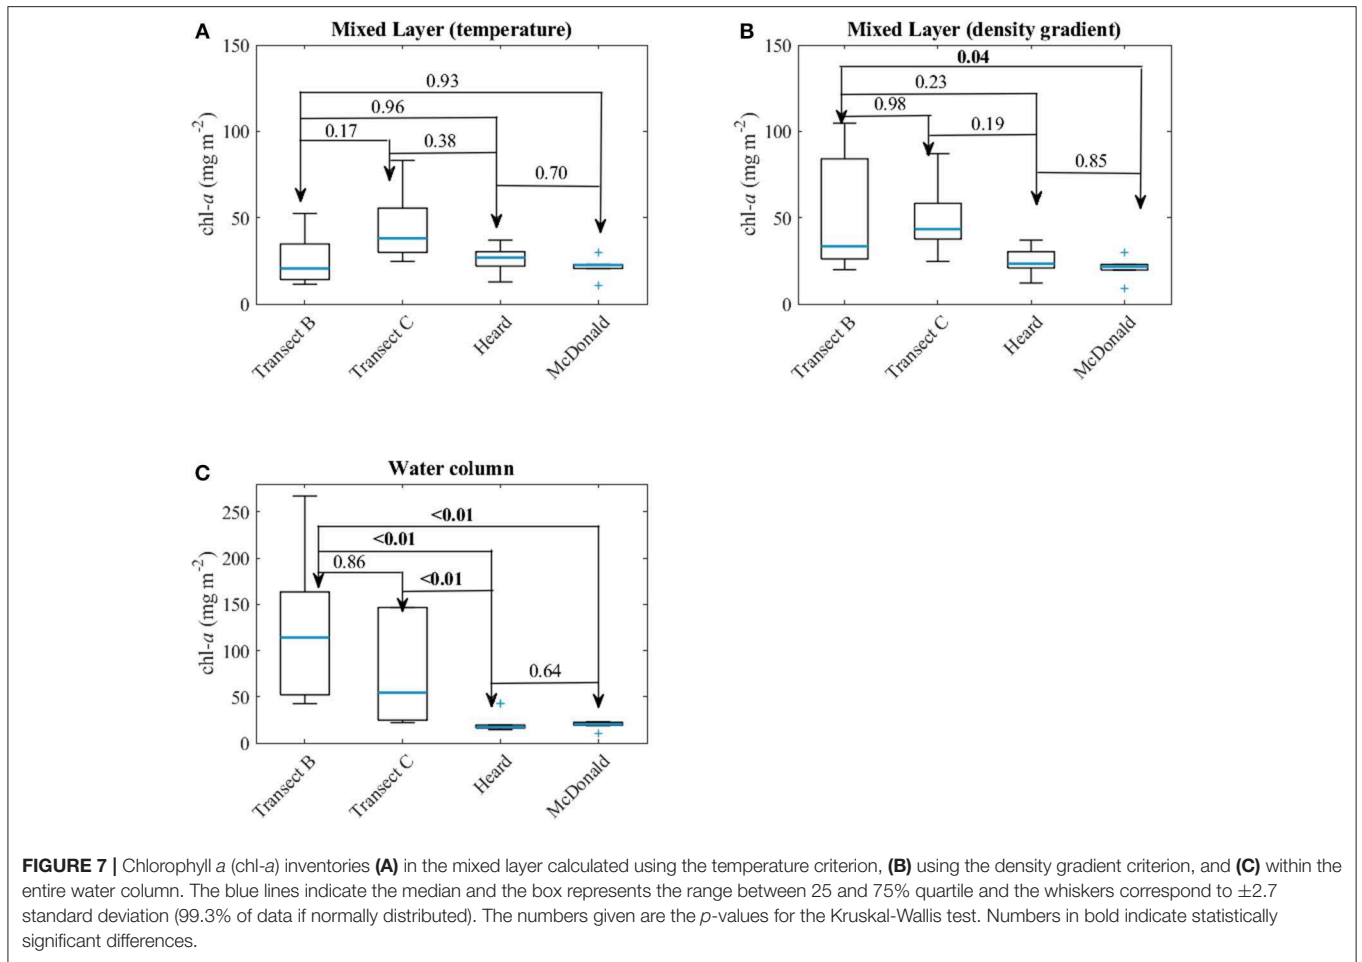 A
Mixed Layer (temperature)
150
100
50
0
chl-a (mg m-2)
0.93
0.96
0.17
0.38
0.70
Transect B
Transect C
Heard
McDonald
B
Mixed Layer (density gradient)
150
100
50
0
chl-a (mg m-2)
0.04
0.23
0.98
0.19
0.85
Transect B
Transect C
Heard
McDonald
C
Water column
250
200
150
100
50
0
chl-a (mg m-2)
<0.01
<0.01
0.86
<0.01
0.64
Transect B
Transect C
Heard
McDonald
FIGURE 7 | Chlorophyll a (chl-a) inventories (A) in the mixed layer calculated using the temperature criterion, (B) using the density gradient criterion, and (C) within the
entire water column. The blue lines indicate the median and the box represents the range between 25 and 75% quartile and the whiskers correspond to ±2.7
standard deviation (99.3% of data if normally distributed). The numbers given are the p-values for the Kruskal-Wallis test. Numbers in bold indicate statistically
significant differences.